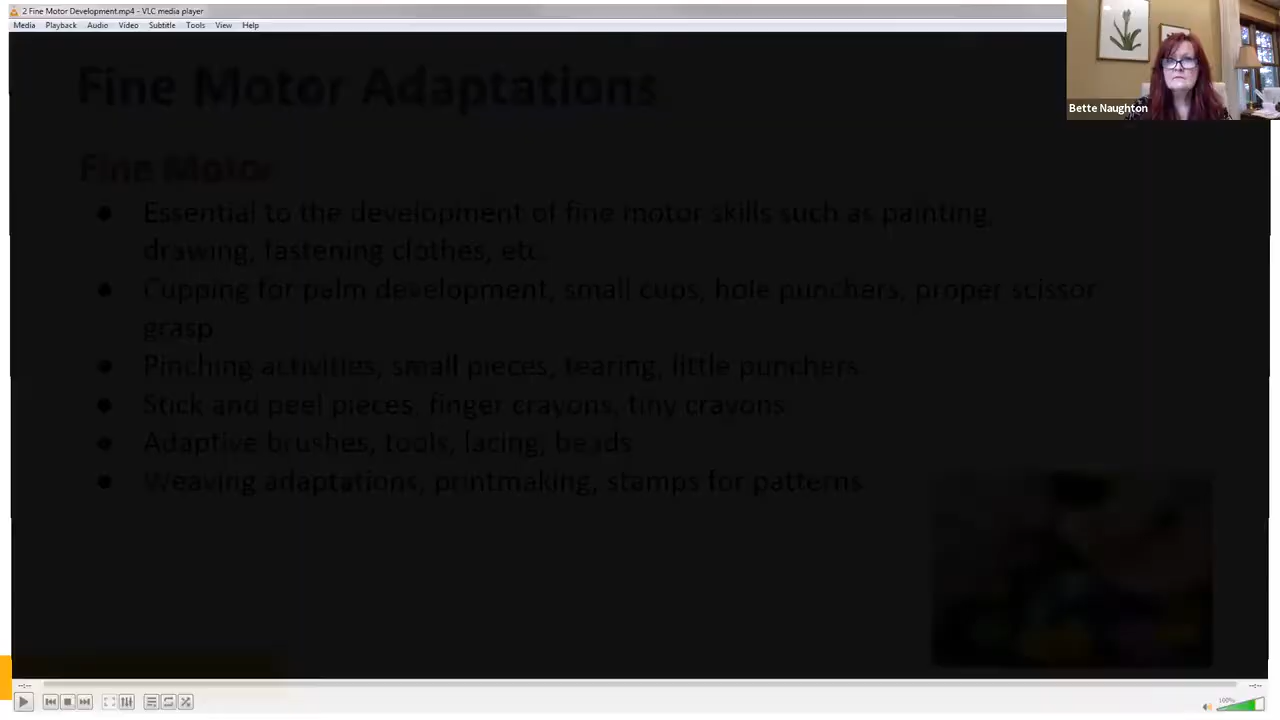 2 Fine Motor Development.mp4 - VLC media player
Media Playback Audio Video Subtitle Tools View Help
Fine Motor Adaptations
Bette Naughton
Fine Motor
● Essential to the development of fine motor skills such as painting,
drawing, fastening clothes, etc.
● Cupping for palm development, small cups, hole punchers, proper scissor
grasp
● Pinching activities, small pieces, tearing, little punchers
● Stick and peel pieces, finger crayons, tiny crayons
● Adaptive brushes, tools, lacing, beads
● Weaving adaptations, printmaking, stamps for patterns
--:-- --:--
100%